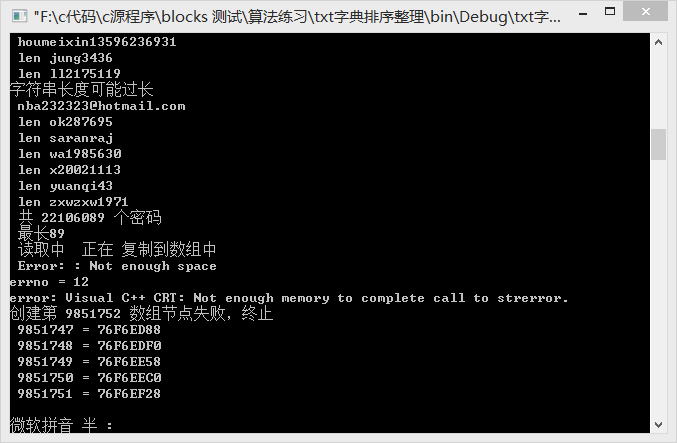 "F:\c代码\c源程序\blocks 测试\算法练习\txt字典排序整理\bin\Debug\txt字...
houmeixin13596236931
len jung3436
len ll2175119
字符串长度可能过长
nba232323@hotmail.com
len ok287695
len saranraj
len wa1985630
len x20021113
len yuanqi43
len zxwzxw1971
共 22106089 个密码
最长89
读取中  正在 复制到数组中
Error: : Not enough space
errno = 12
error: Visual C++ CRT: Not enough memory to complete call to strerror.
创建第 9851752 数组节点失败，终止
9851747 = 76F6ED88
9851748 = 76F6EDF0
9851749 = 76F6EE58
9851750 = 76F6EEC0
9851751 = 76F6EF28
微软拼音 半 :